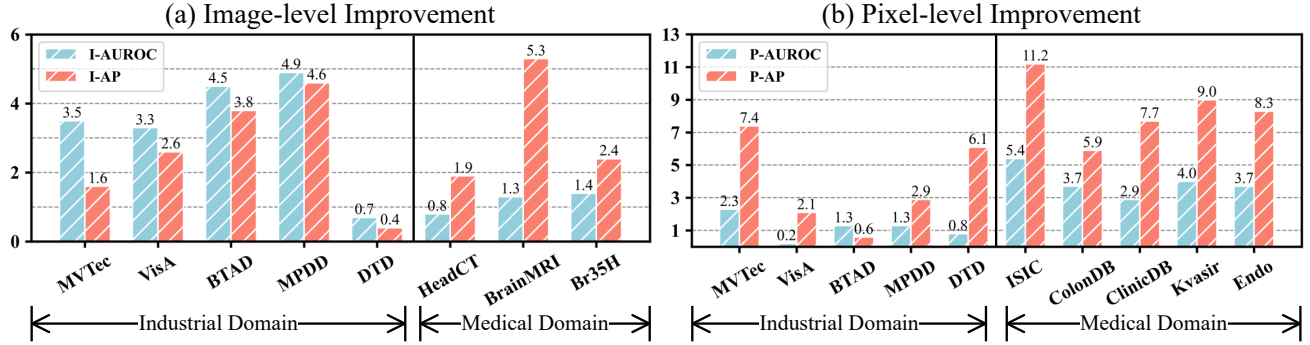 (a) Image-level Improvement
6
4
2
0
I-AUROC
I-AP
3.5
1.6
3.3
2.6
4.5
3.8
4.9
4.6
0.7
0.4
0.8
1.9
1.3
5.3
1.4
2.4
MVTec
VisA
BTAD
MPDD
DTD
HeadCT
BrainMRI
Br35H
Industrial Domain
Medical Domain
(b) Pixel-level Improvement
13
11
9
7
5
3
1
P-AUROC
P-AP
2.3
7.4
0.2
2.1
1.3
0.6
1.3
2.9
0.8
6.1
5.4
11.2
3.7
5.9
2.9
7.7
4.0
9.0
3.7
8.3
MVTec
VisA
BTAD
MPDD
DTD
ISIC
ColonDB
ClinicDB
Kvasir
Endo
Industrial Domain
Medical Domain